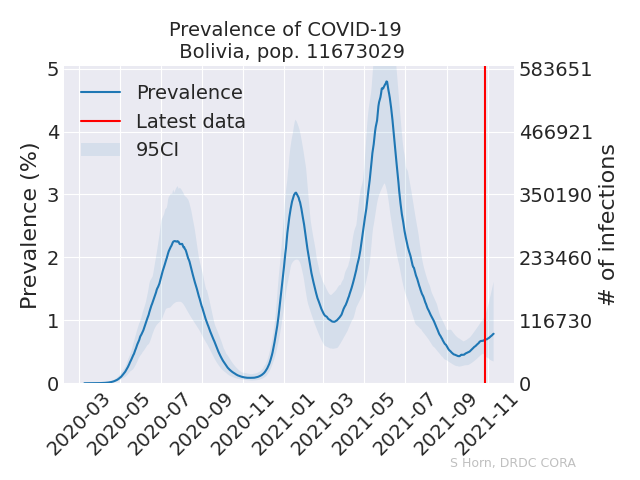 Prevalence of COVID-19
Bolivia, pop. 11673029
Prevalence
Latest data
95CI
Prevalence (%)
5
4
3
2
1
0
583651
466921
350190
233460
116730
0
# of infections
2020-03
2020-05
2020-07
2020-09
2020-11
2021-01
2021-03
2021-05
2021-07
2021-09
2021-11
S Horn, DRDC CORA